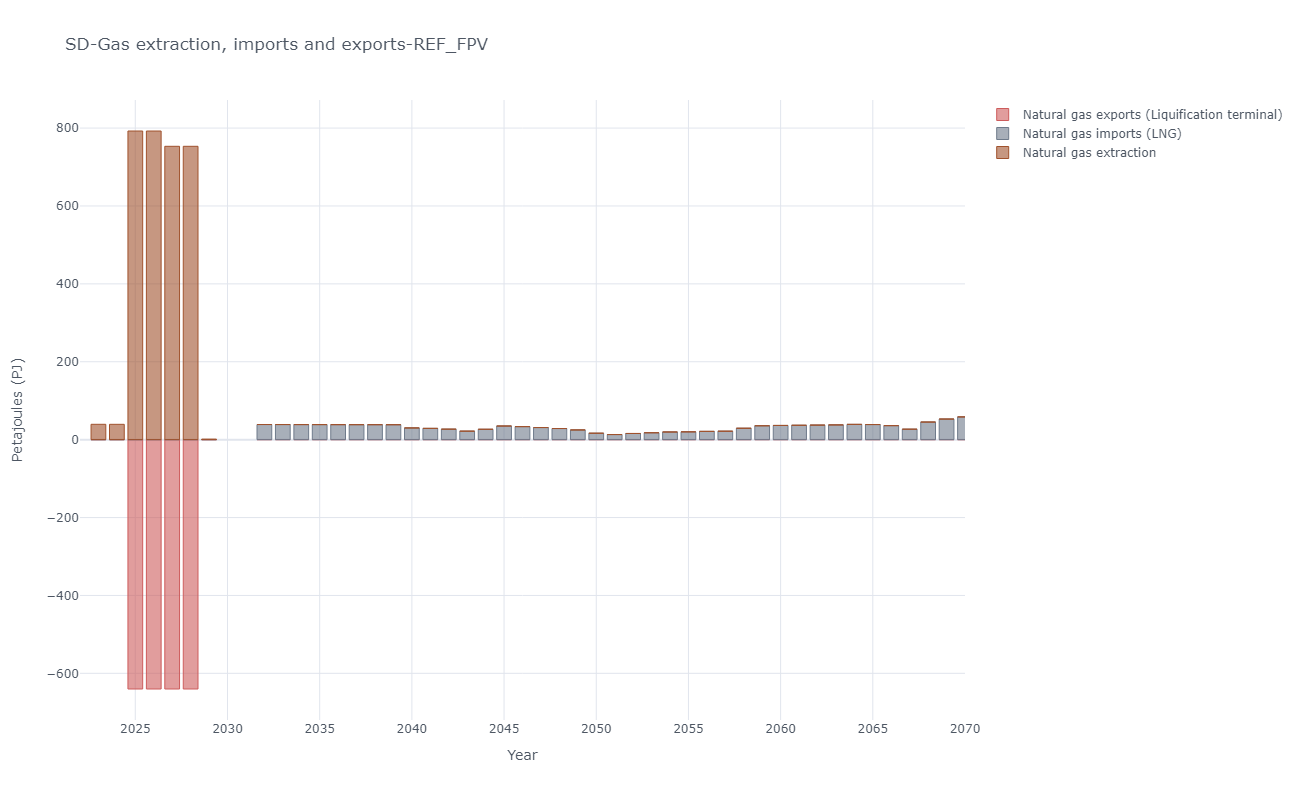 SD-Gas extraction, imports and exports-REF_FPV
Natural gas exports (Liquification terminal)
Natural gas imports (LNG)
Natural gas extraction
Petajoules (PJ)
800
600
400
200
0
−200
−400
−600
2025 2030 2035 2040 2045 2050 2055 2060 2065 2070
Year